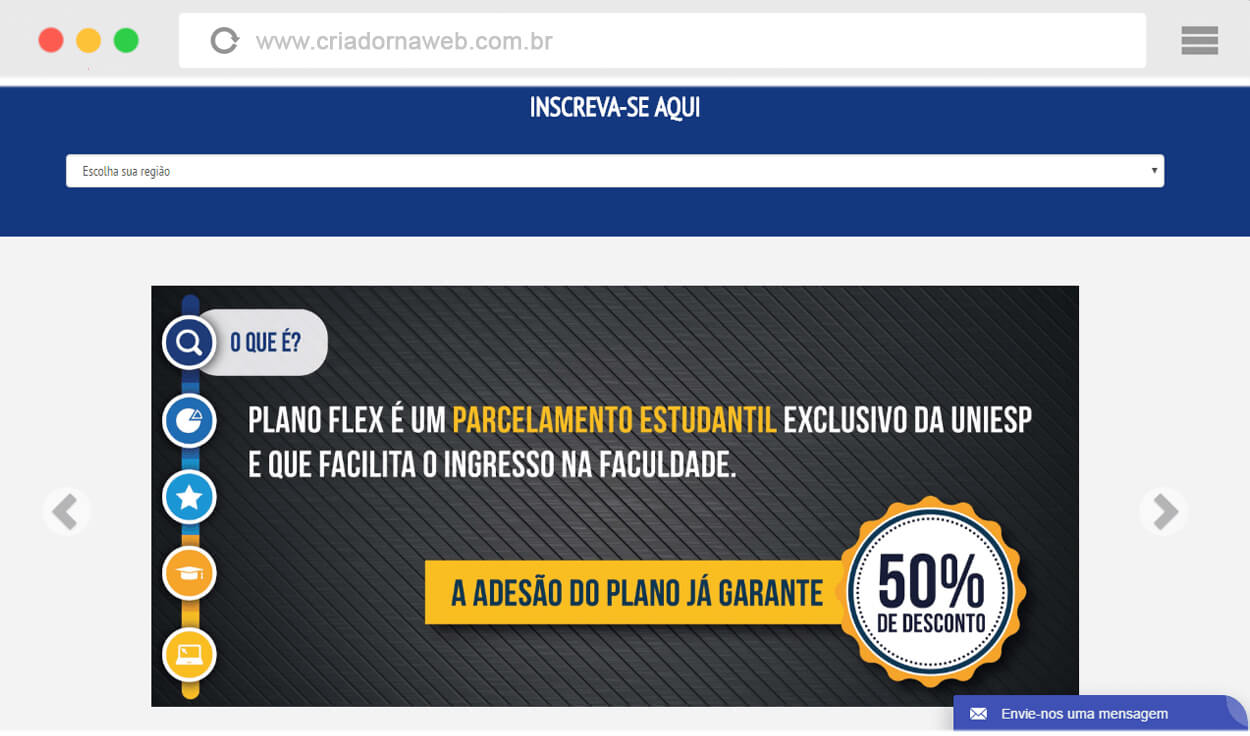 www.criadornaweb.com.br
INSCREVA-SE AQUI
Escolha sua região
O QUE É?
PLANO FLEX É UM PARCELAMENTO ESTUDANTIL EXCLUSIVO DA UNIESP
E QUE FACILITA O INGRESSO NA FACULDADE.
A ADESÃO DO PLANO JÁ GARANTE
50%
DE DESCONTO
Envie-nos uma mensagem